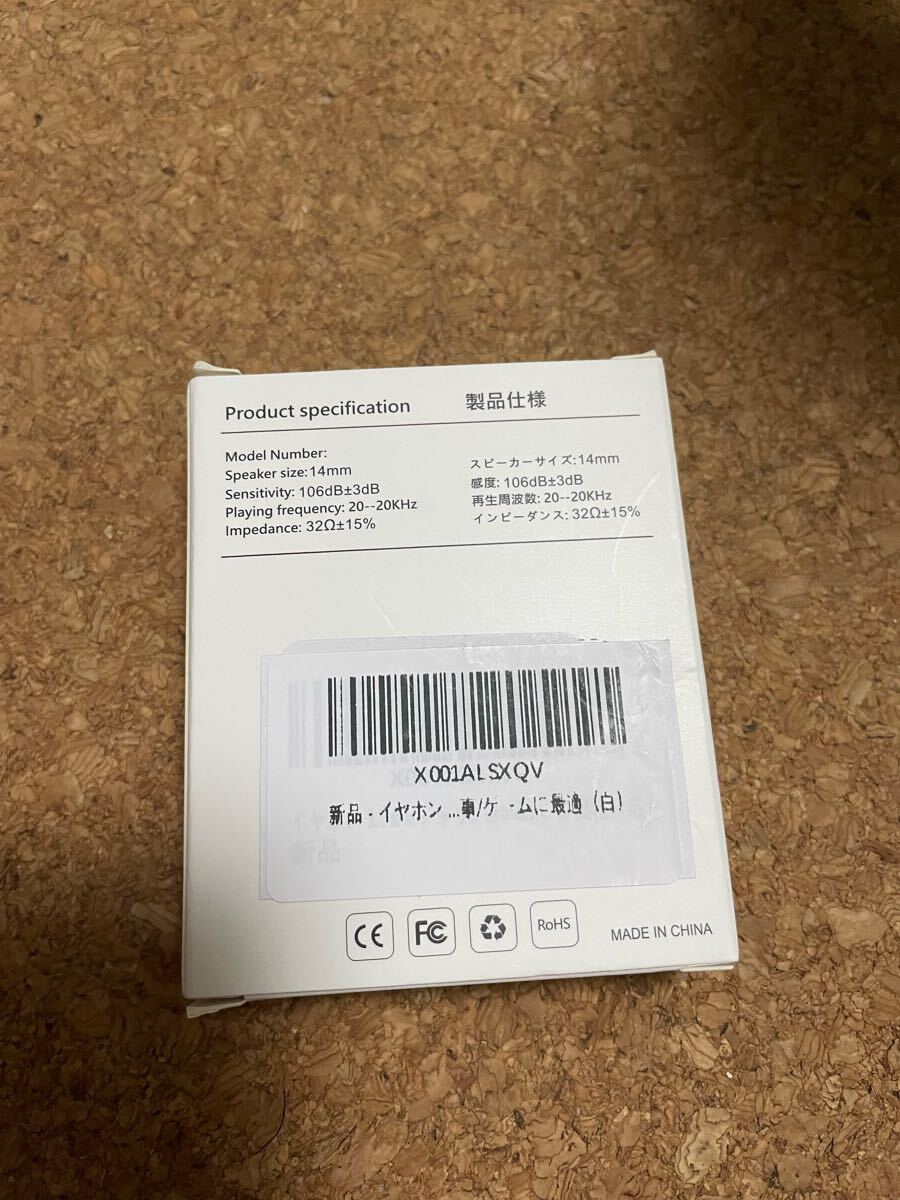 Product specification 製品仕様
Model Number:
Speaker size:14mm
Sensitivity: 106dB±3dB
Playing frequency: 20--20KHz
Impedance: 32Ω±15%
スピーカーサイズ:14mm
感度: 106dB±3dB
再生周波数: 20--20KHz
インピーダンス: 32Ω±15%
X001ALSXQV
新品 - イヤホン ...車/ゲームに最適（白）
CE FC RoHS MADE IN CHINA